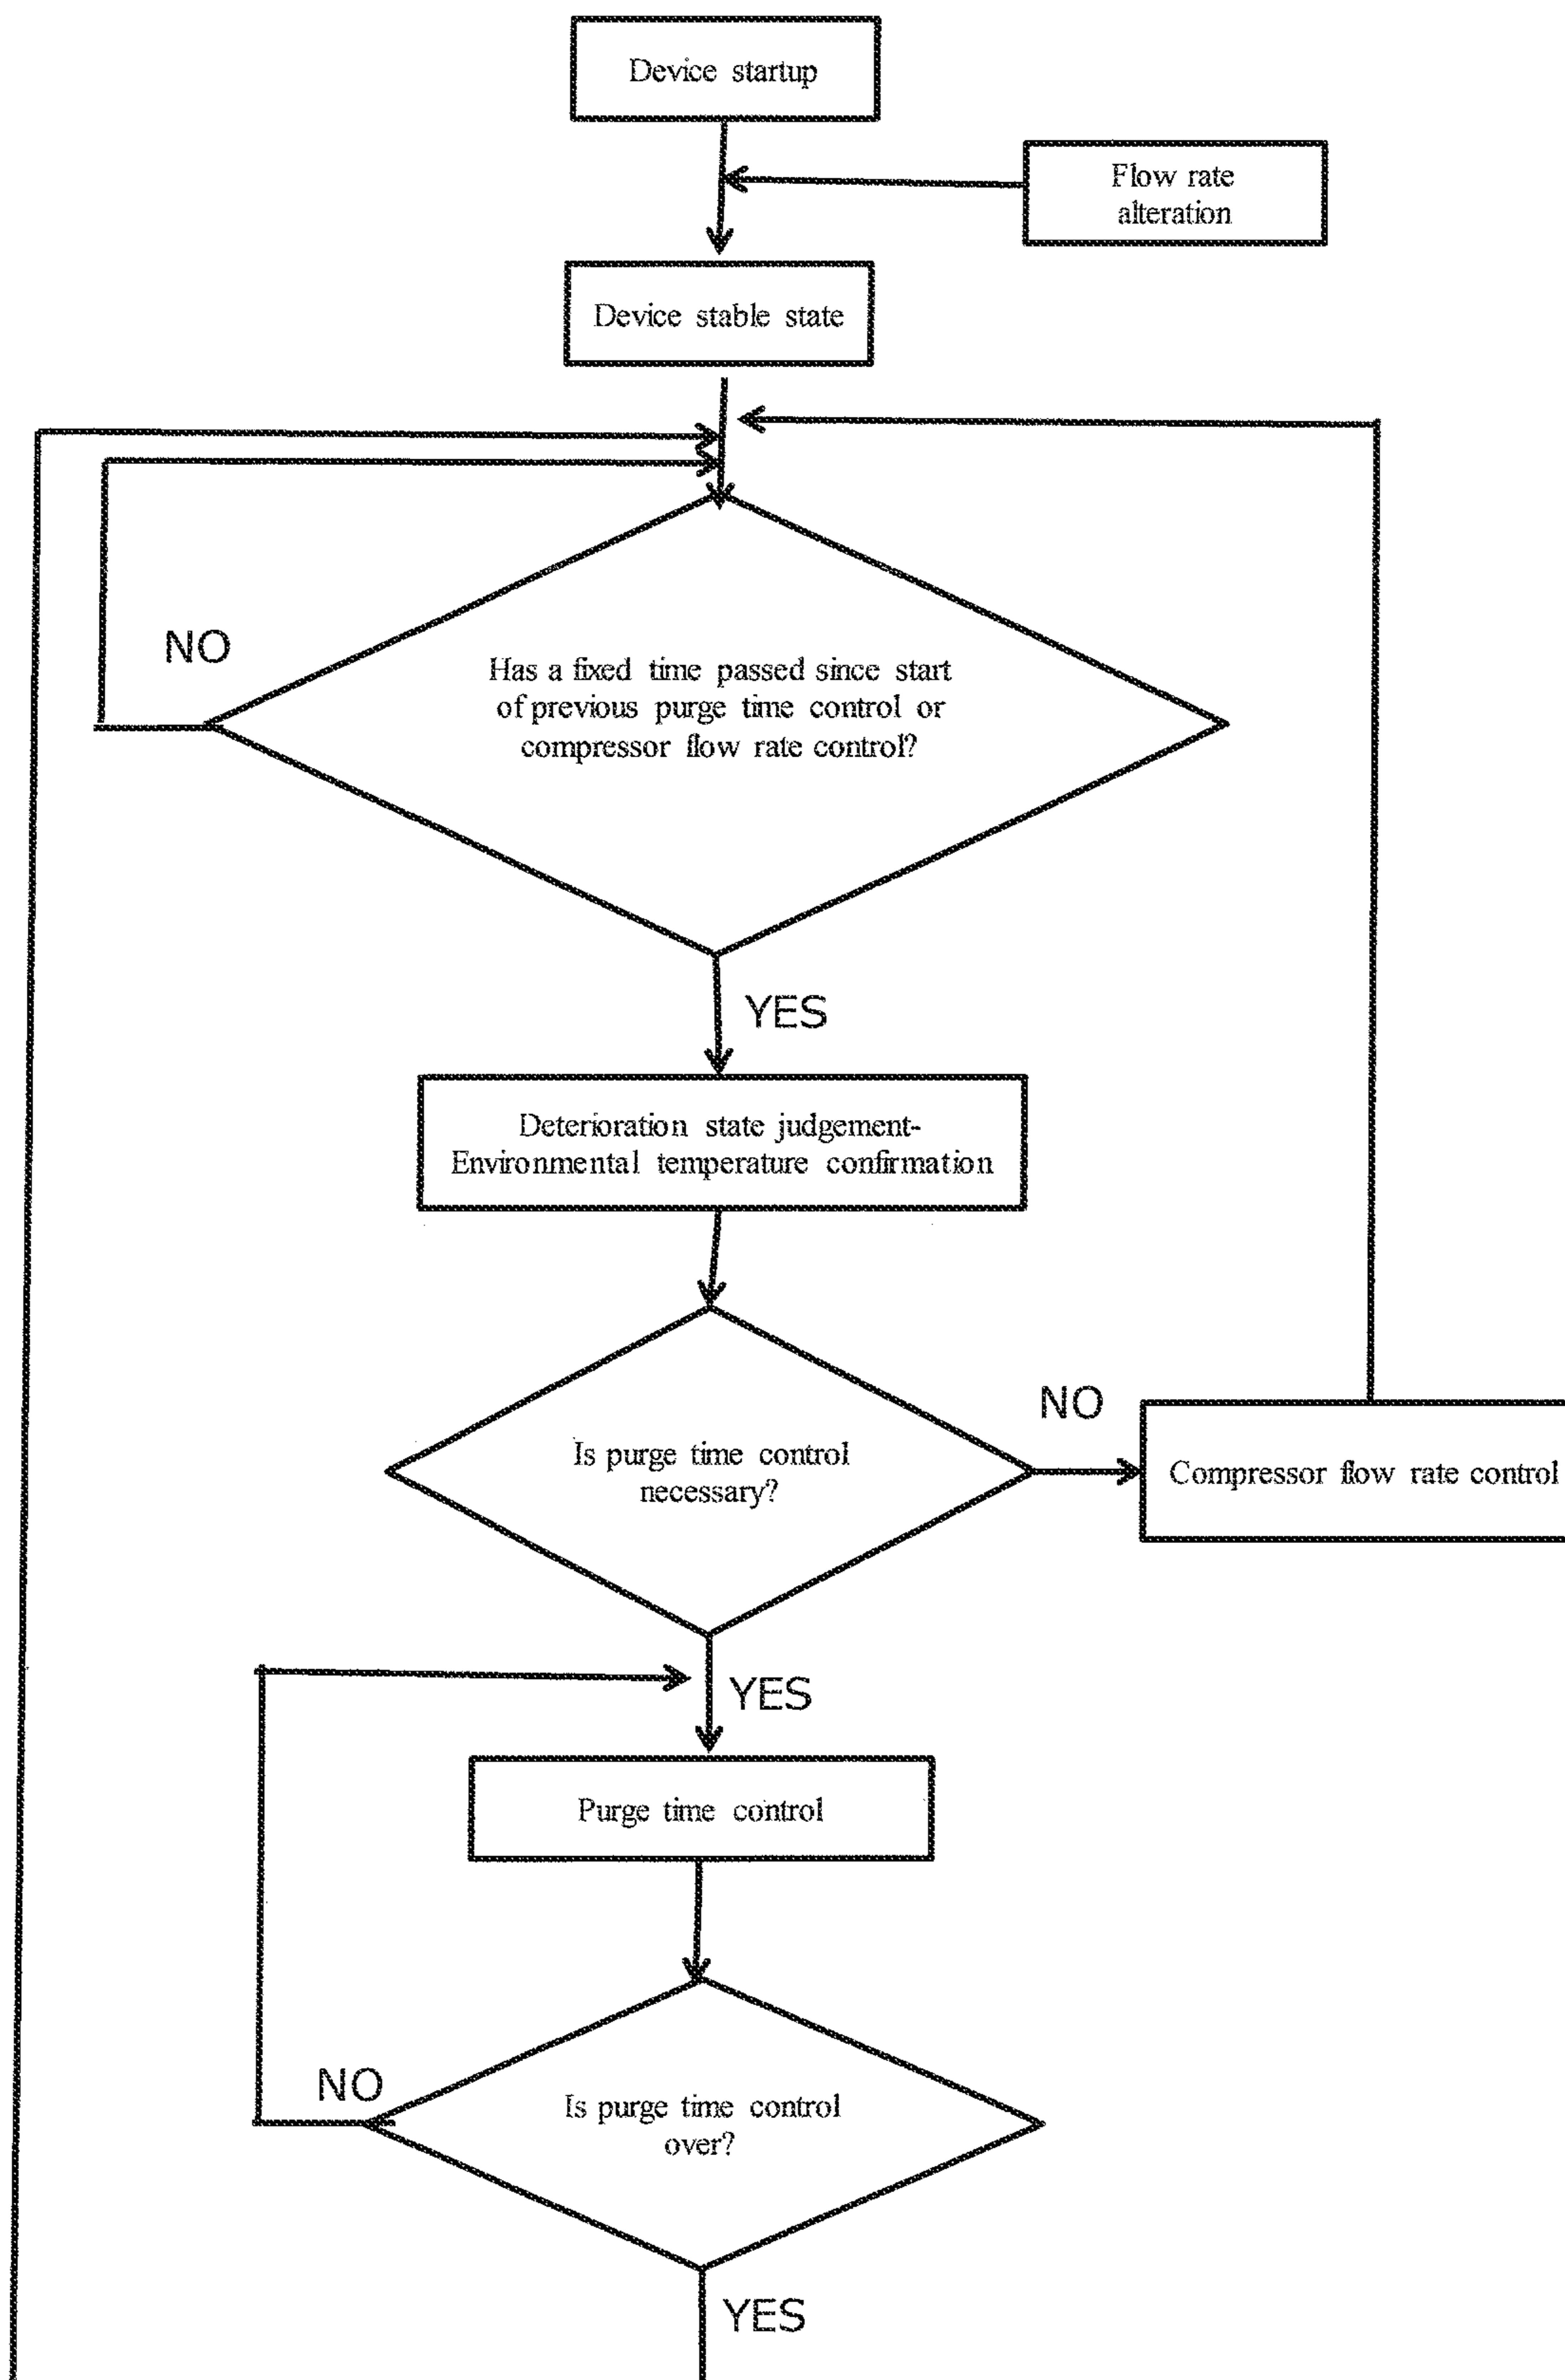 Device startup
Flow rate
alteration
Device stable state
NO
Has a fixed time passed since start
of previous purge time control or
compressor flow rate control?
YES
Deterioration state judgement-
Environmental temperature confirmation
Is purge time control
necessary?
NO
Compressor flow rate control
YES
Purge time control
NO
Is purge time control
over?
YES